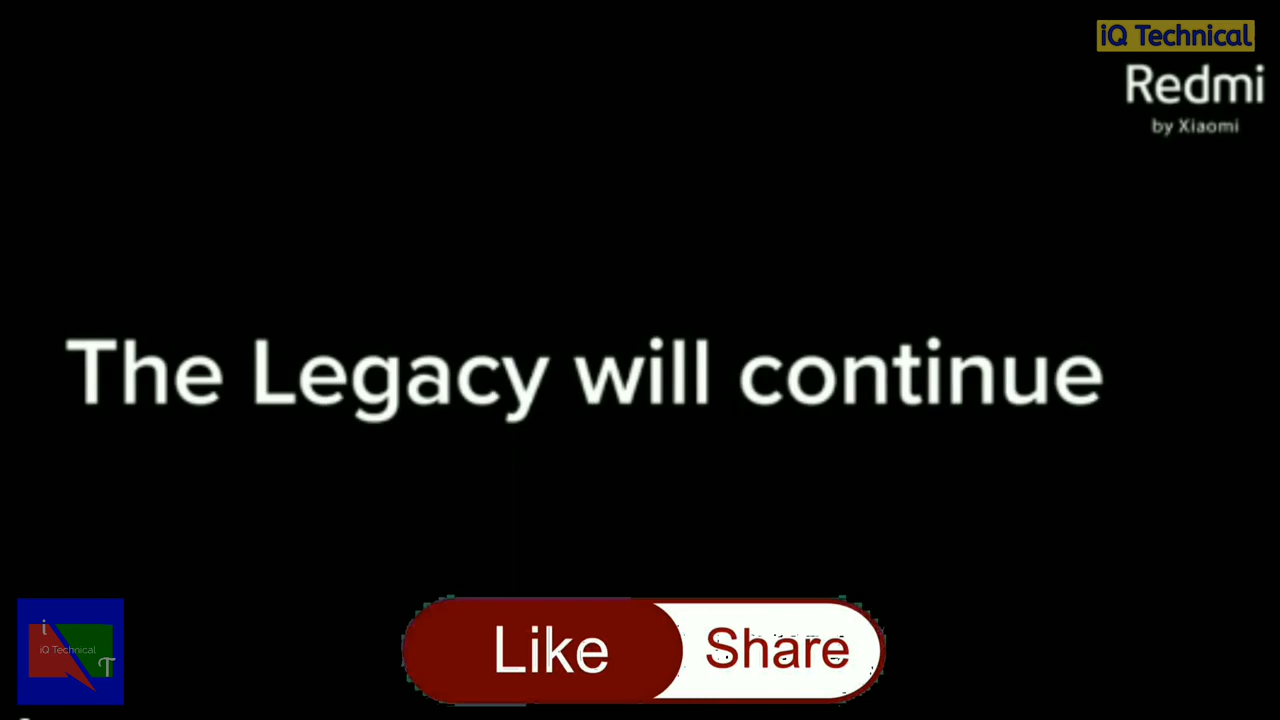 iQ Technical
Redmi
by Xiaomi
The Legacy will continue
i
iQ Technical
T
Like
Share